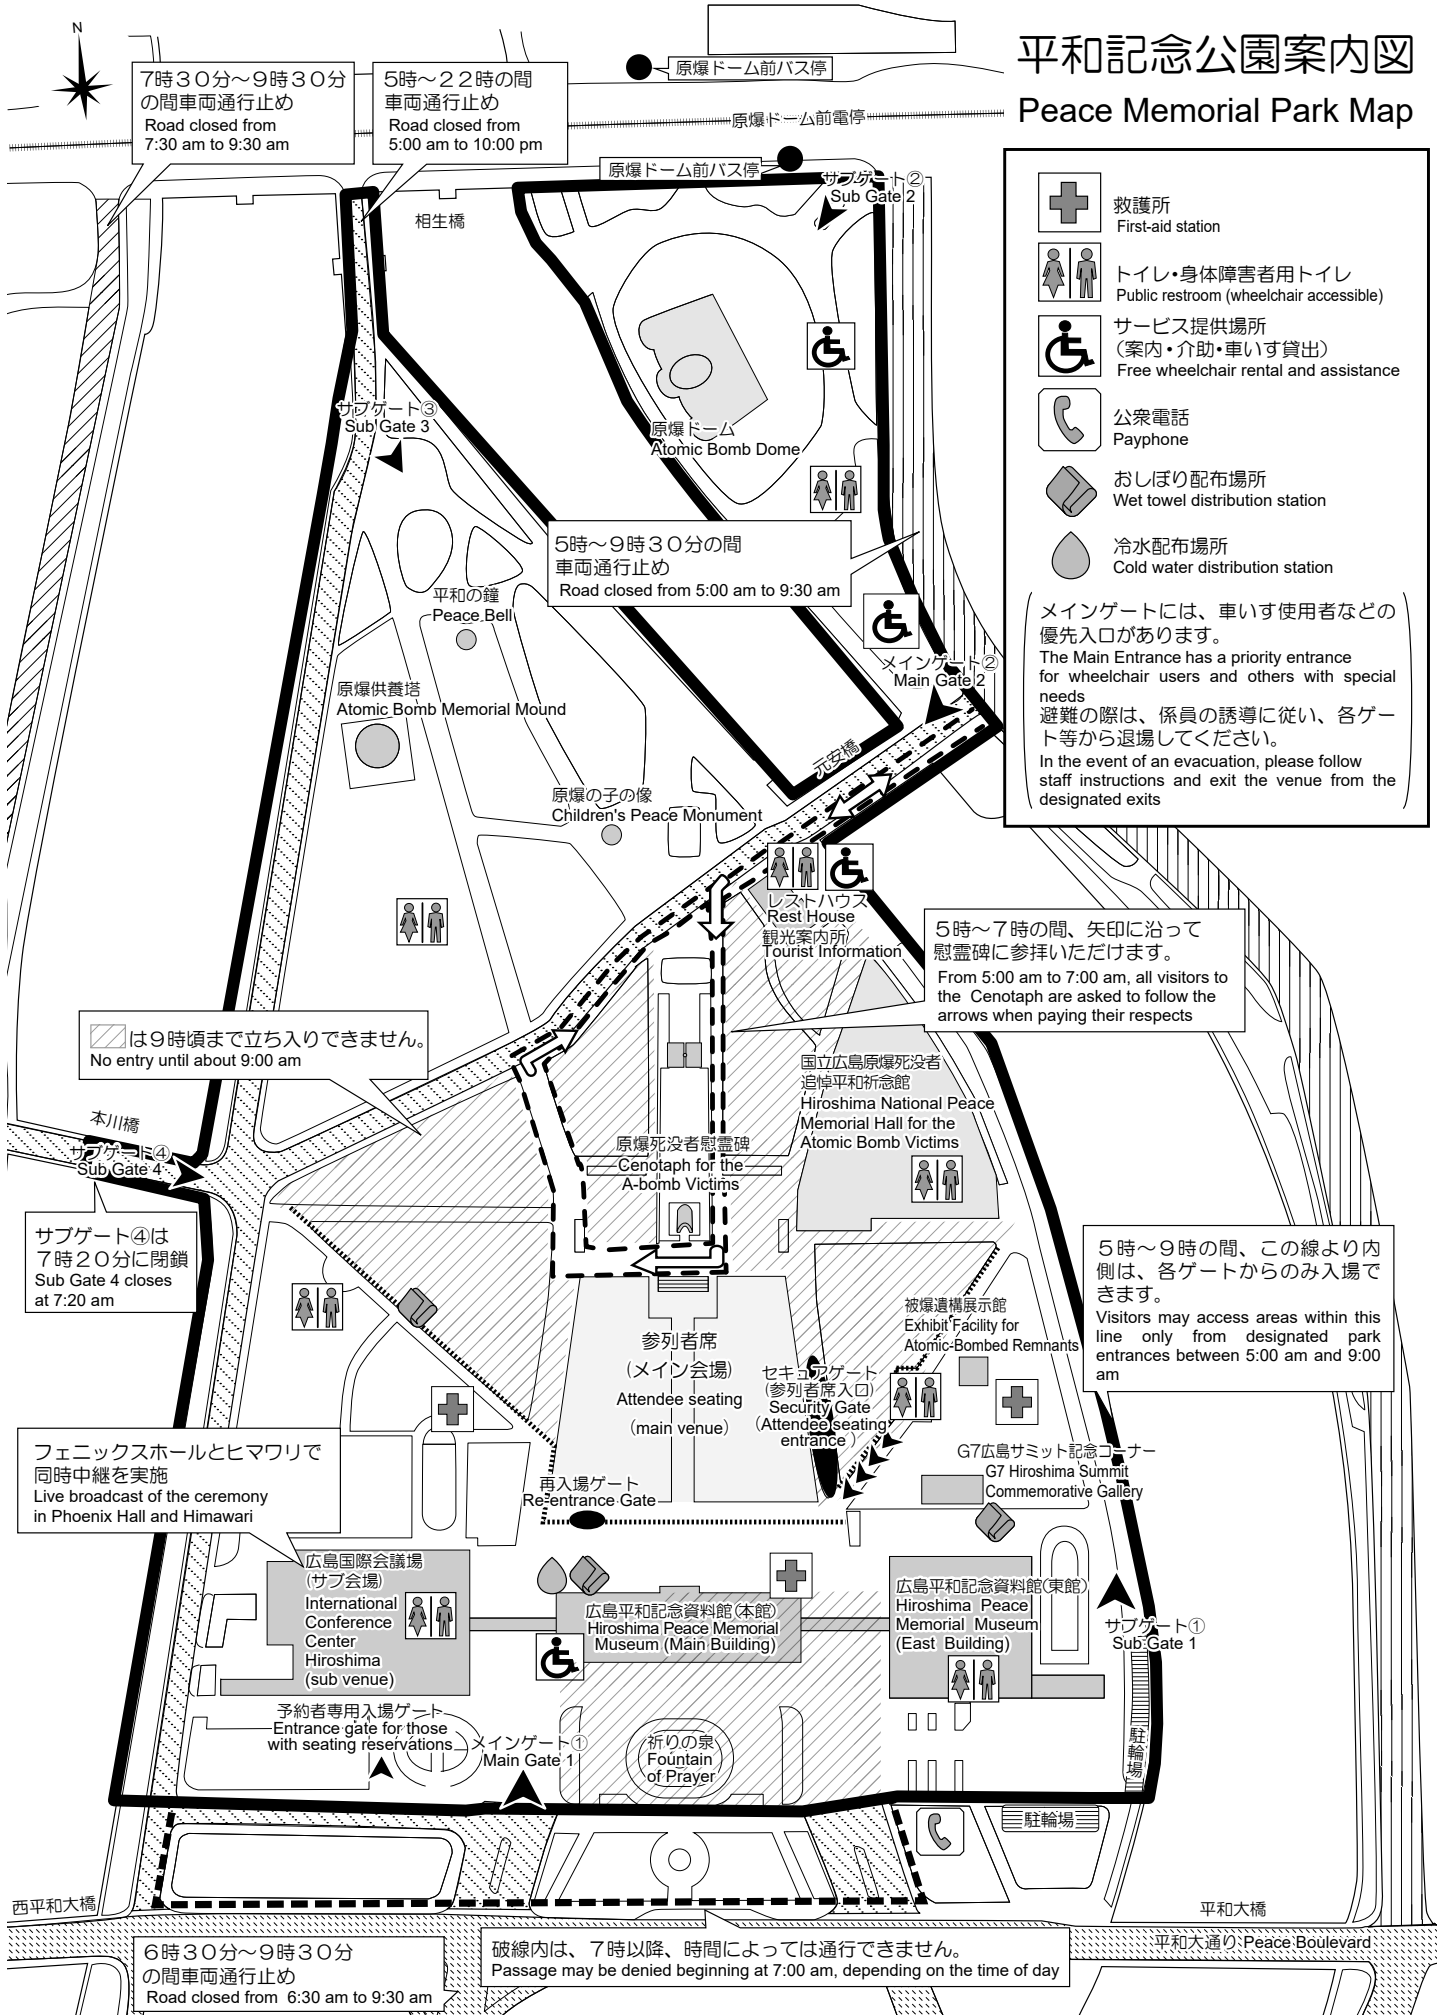 N
平和記念公園案内図
Peace Memorial Park Map
7時30分～9時30分
の間車両通行止め
Road closed from
7:30 am to 9:30 am
5時～22時の間
車両通行止め
Road closed from
5:00 am to 10:00 pm
原爆ドーム前バス停
原爆ドーム前電停
原爆ドーム前バス停
サブゲート②
Sub Gate 2
相生橋
救護所
First-aid station
トイレ・身体障害者用トイレ
Public restroom (wheelchair accessible)
サービス提供場所
（案内・介助・車いす貸出）
Free wheelchair rental and assistance
公衆電話
Payphone
おしぼり配布場所
Wet towel distribution station
冷水配布場所
Cold water distribution station
メインゲートには、車いす使用者などの
優先入口があります。
The Main Entrance has a priority entrance
for wheelchair users and others with special
needs
避難の際は、係員の誘導に従い、各ゲー
ト等から退場してください。
In the event of an evacuation, please follow
staff instructions and exit the venue from the
designated exits
サブゲート③
Sub Gate 3
原爆ドーム
Atomic Bomb Dome
5時～9時30分の間
車両通行止め
Road closed from 5:00 am to 9:30 am
平和の鐘
Peace Bell
メインゲート②
Main Gate 2
原爆供養塔
Atomic Bomb Memorial Mound
元安橋
原爆の子の像
Children's Peace Monument
レストハウス
Rest House
観光案内所
Tourist Information
5時～7時の間、矢印に沿って
慰霊碑に参拝いただけます。
From 5:00 am to 7:00 am, all visitors to
the Cenotaph are asked to follow the
arrows when paying their respects
は9時頃まで立ち入りできません。
No entry until about 9:00 am
国立広島原爆死没者
追悼平和祈念館
Hiroshima National Peace
Memorial Hall for the
Atomic Bomb Victims
本川橋
サブゲート④
Sub Gate 4
原爆死没者慰霊碑
Cenotaph for the
A-bomb Victims
サブゲート④は
7時20分に閉鎖
Sub Gate 4 closes
at 7:20 am
5時～9時の間、この線より内
側は、各ゲートからのみ入場で
きます。
Visitors may access areas within this
line only from designated park
entrances between 5:00 am and 9:00
am
被爆遺構展示館
Exhibit Facility for
Atomic-Bombed Remnants
参列者席
（メイン会場）
Attendee seating
（main venue）
セキュアゲート
（参列者席入口）
Security Gate
（Attendee seating
entrance ）
フェニックスホールとヒマワリで
同時中継を実施
Live broadcast of the ceremony
in Phoenix Hall and Himawari
G7広島サミット記念コーナー
G7 Hiroshima Summit
Commemorative Gallery
再入場ゲート
Re-entrance Gate
広島国際会議場
（サブ会場）
International
Conference
Center
Hiroshima
(sub venue)
広島平和記念資料館（本館）
Hiroshima Peace Memorial
Museum (Main Building)
広島平和記念資料館（東館）
Hiroshima Peace
Memorial Museum
(East Building)
サブゲート①
Sub Gate 1
予約者専用入場ゲート
Entrance gate for those
with seating reservations
メインゲート①
Main Gate 1
祈りの泉
Fountain
of Prayer
駐輪場
駐輪場
西平和大橋
平和大橋
平和大通り Peace Boulevard
6時30分～9時30分
の間車両通行止め
Road closed from 6:30 am to 9:30 am
破線内は、7時以降、時間によっては通行できません。
Passage may be denied beginning at 7:00 am, depending on the time of day